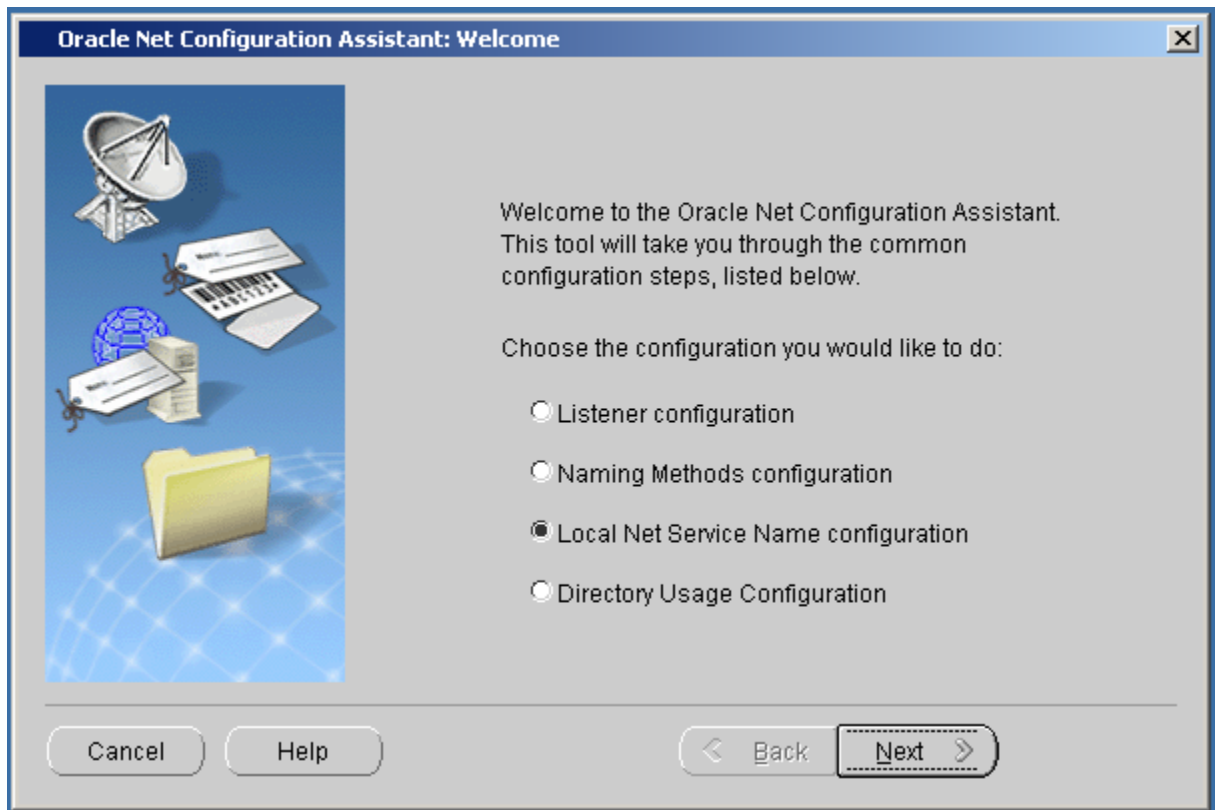 Oracle Net Configuration Assistant: Welcome
Welcome to the Oracle Net Configuration Assistant.
This tool will take you through the common
configuration steps, listed below.
Choose the configuration you would like to do:
Listener configuration
Naming Methods configuration
Local Net Service Name configuration
Directory Usage Configuration
Cancel
Help
Back
Next